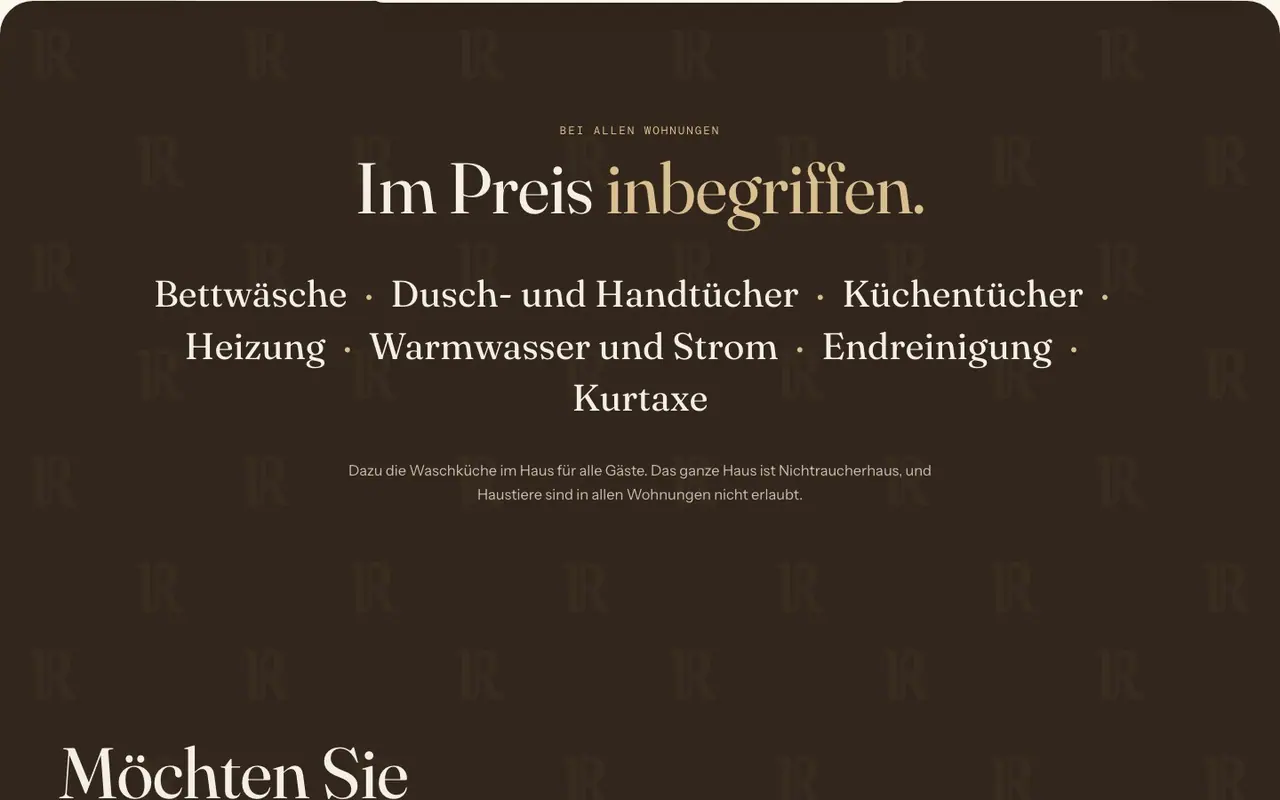 BEI ALLEN WOHNUNGEN
Im Preis inbegriffen.
Bettwäsche · Dusch- und Handtücher · Küchentücher ·
Heizung · Warmwasser und Strom · Endreinigung ·
Kurtaxe
Dazu die Waschküche im Haus für alle Gäste. Das ganze Haus ist Nichtraucherhaus, und
Haustiere sind in allen Wohnungen nicht erlaubt.
Möchten Sie